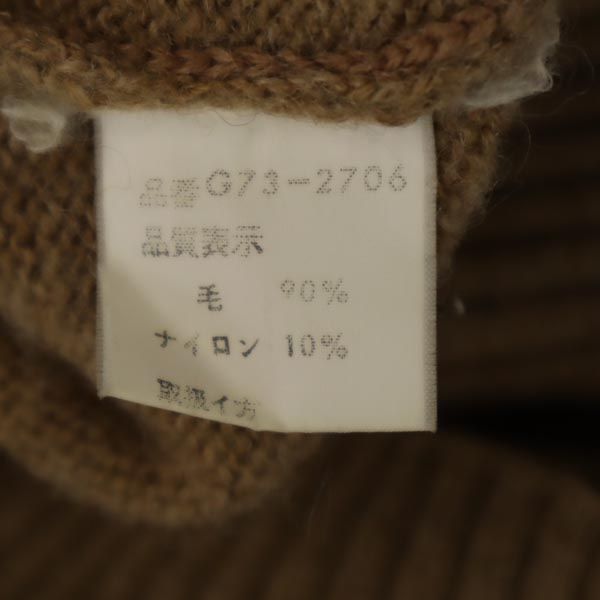 品番G73-2706
品質表示
毛 90%
ナイロン 10%
取扱イ方